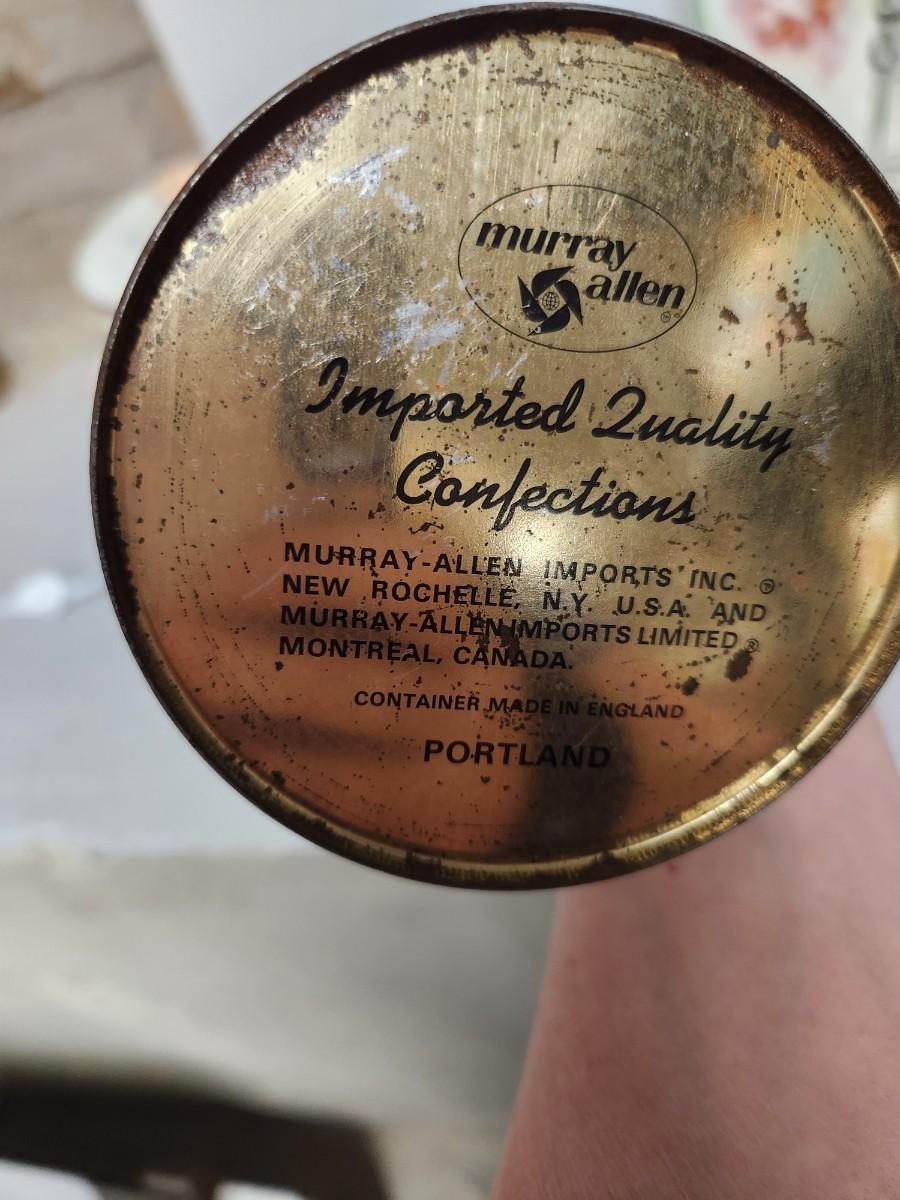 murray
allen
Imported Quality
Confections
MURRAY-ALLEN IMPORTS INC. ®
NEW ROCHELLE, N.Y. U.S.A. AND
MURRAY-ALLEN IMPORTS LIMITED ®
MONTREAL, CANADA.
CONTAINER MADE IN ENGLAND
PORTLAND